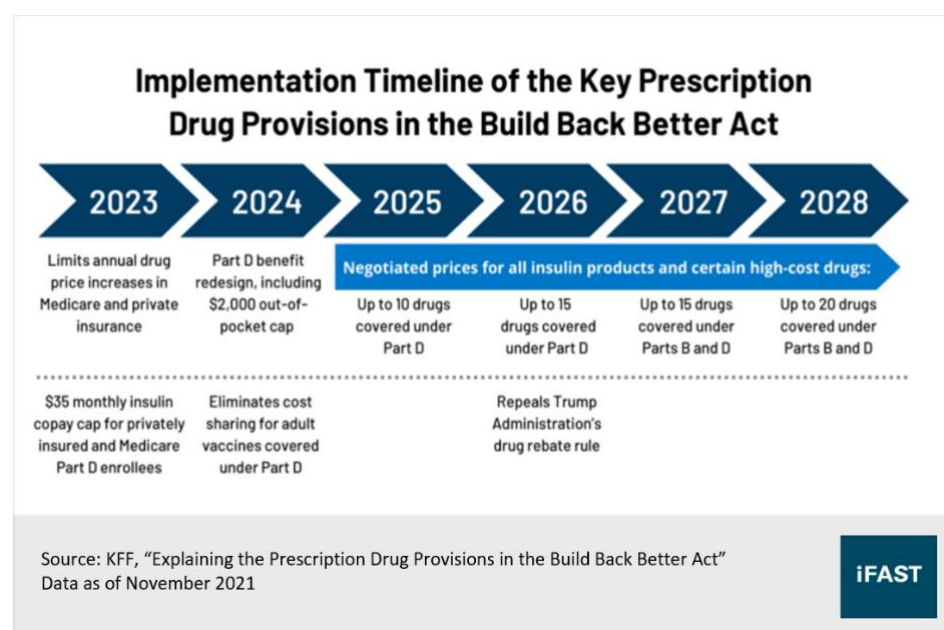 Implementation Timeline of the Key Prescription
Drug Provisions in the Build Back Better Act
2023
2024
2025
2026
2027
2028
Limits annual drug
price increases in
Medicare and private
insurance
Part D benefit
redesign, including
$2,000 out-of-
pocket cap
Negotiated prices for all insulin products and certain high-cost drugs:
Up to 10 drugs
covered under
Part D
Up to 15
drugs covered
under Part D
Up to 15 drugs
covered under
Parts B and D
Up to 20 drugs
covered under
Parts B and D
$35 monthly insulin
copay cap for privately
insured and Medicare
Part D enrollees
Eliminates cost
sharing for adult
vaccines covered
under Part D
Repeals Trump
Administration's
drug rebate rule
Source: KFF, “Explaining the Prescription Drug Provisions in the Build Back Better Act”
Data as of November 2021
iFAST